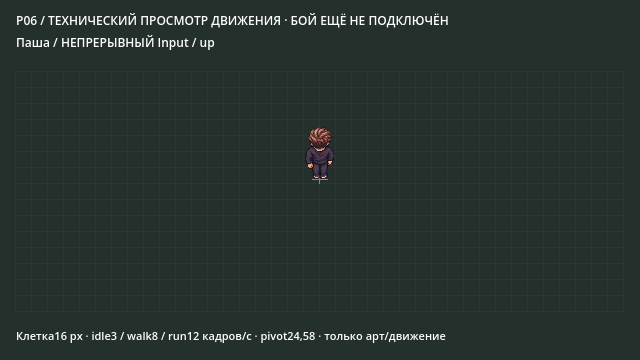 P06 / ТЕХНИЧЕСКИЙ ПРОСМОТР ДВИЖЕНИЯ · БОЙ ЕЩЁ НЕ ПОДКЛЮЧЁН
Паша / НЕПРЕРЫВНЫЙ Input / up
Клетка16 px · idle3 / walk8 / run12 кадров/с · pivot24,58 · только арт/движение